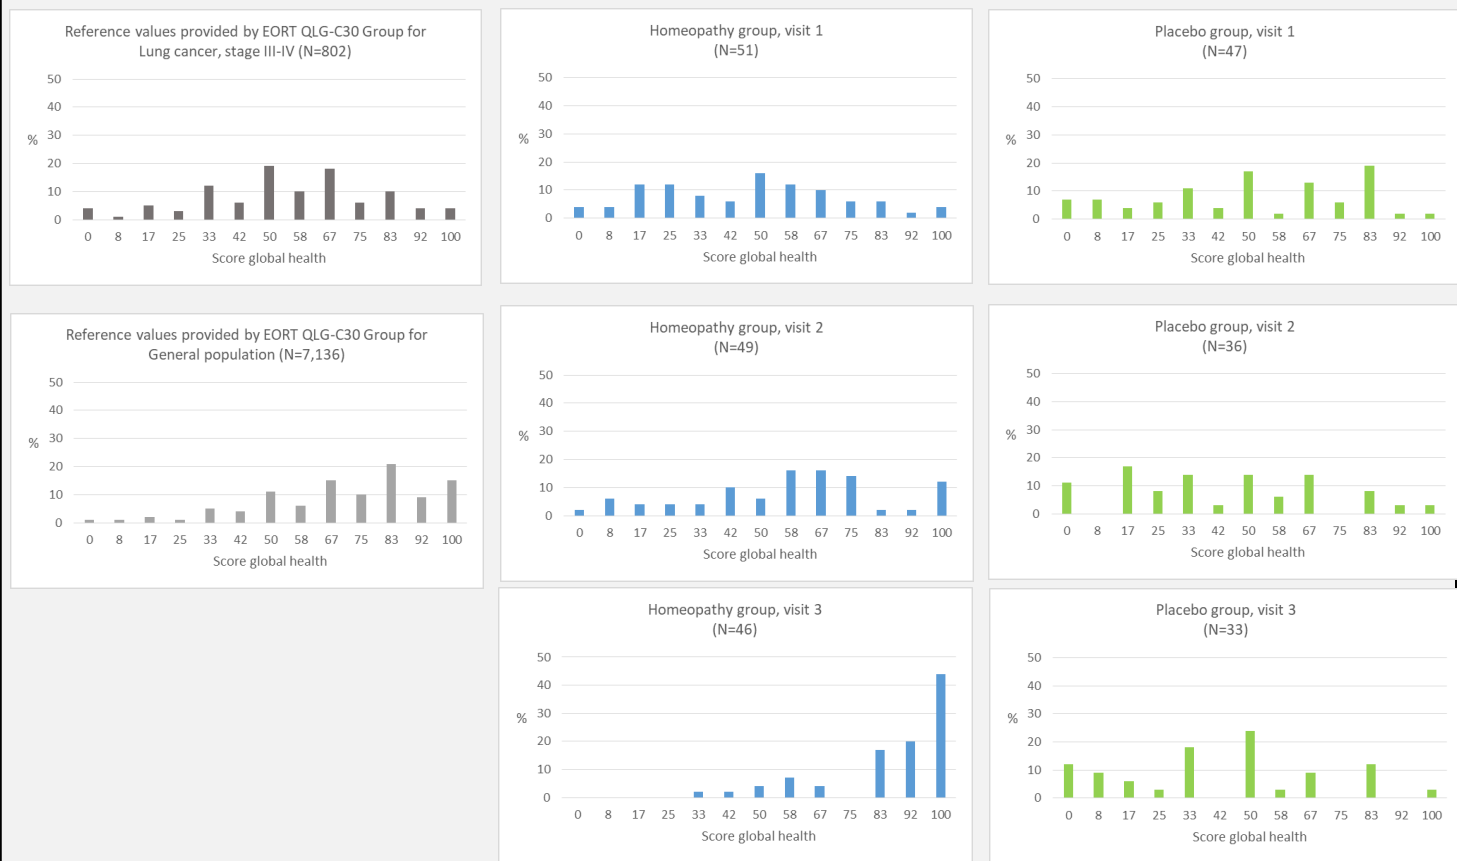 Reference values provided by EORT QLG-C30 Group for
Lung cancer, stage III-IV (N=802)
50
40
%
30
20
10
0
0 8 17 25 33 42 50 58 67 75 83 92 100
Score global health
Homeopathy group, visit 1
(N=51)
50
40
%
30
20
10
0
0 8 17 25 33 42 50 58 67 75 83 92 100
Score global health
Placebo group, visit 1
(N=47)
50
40
%
30
20
10
0
0 8 17 25 33 42 50 58 67 75 83 92 100
Score global health
Reference values provided by EORT QLG-C30 Group for
General population (N=7,136)
50
40
%
30
20
10
0
0 8 17 25 33 42 50 58 67 75 83 92 100
Score global health
Homeopathy group, visit 2
(N=49)
50
40
%
30
20
10
0
0 8 17 25 33 42 50 58 67 75 83 92 100
Score global health
Placebo group, visit 2
(N=36)
50
40
%
30
20
10
0
0 8 17 25 33 42 50 58 67 75 83 92 100
Score global health
Homeopathy group, visit 3
(N=46)
50
40
%
30
20
10
0
0 8 17 25 33 42 50 58 67 75 83 92 100
Score global health
Placebo group, visit 3
(N=33)
50
40
%
30
20
10
0
0 8 17 25 33 42 50 58 67 75 83 92 100
Score global health